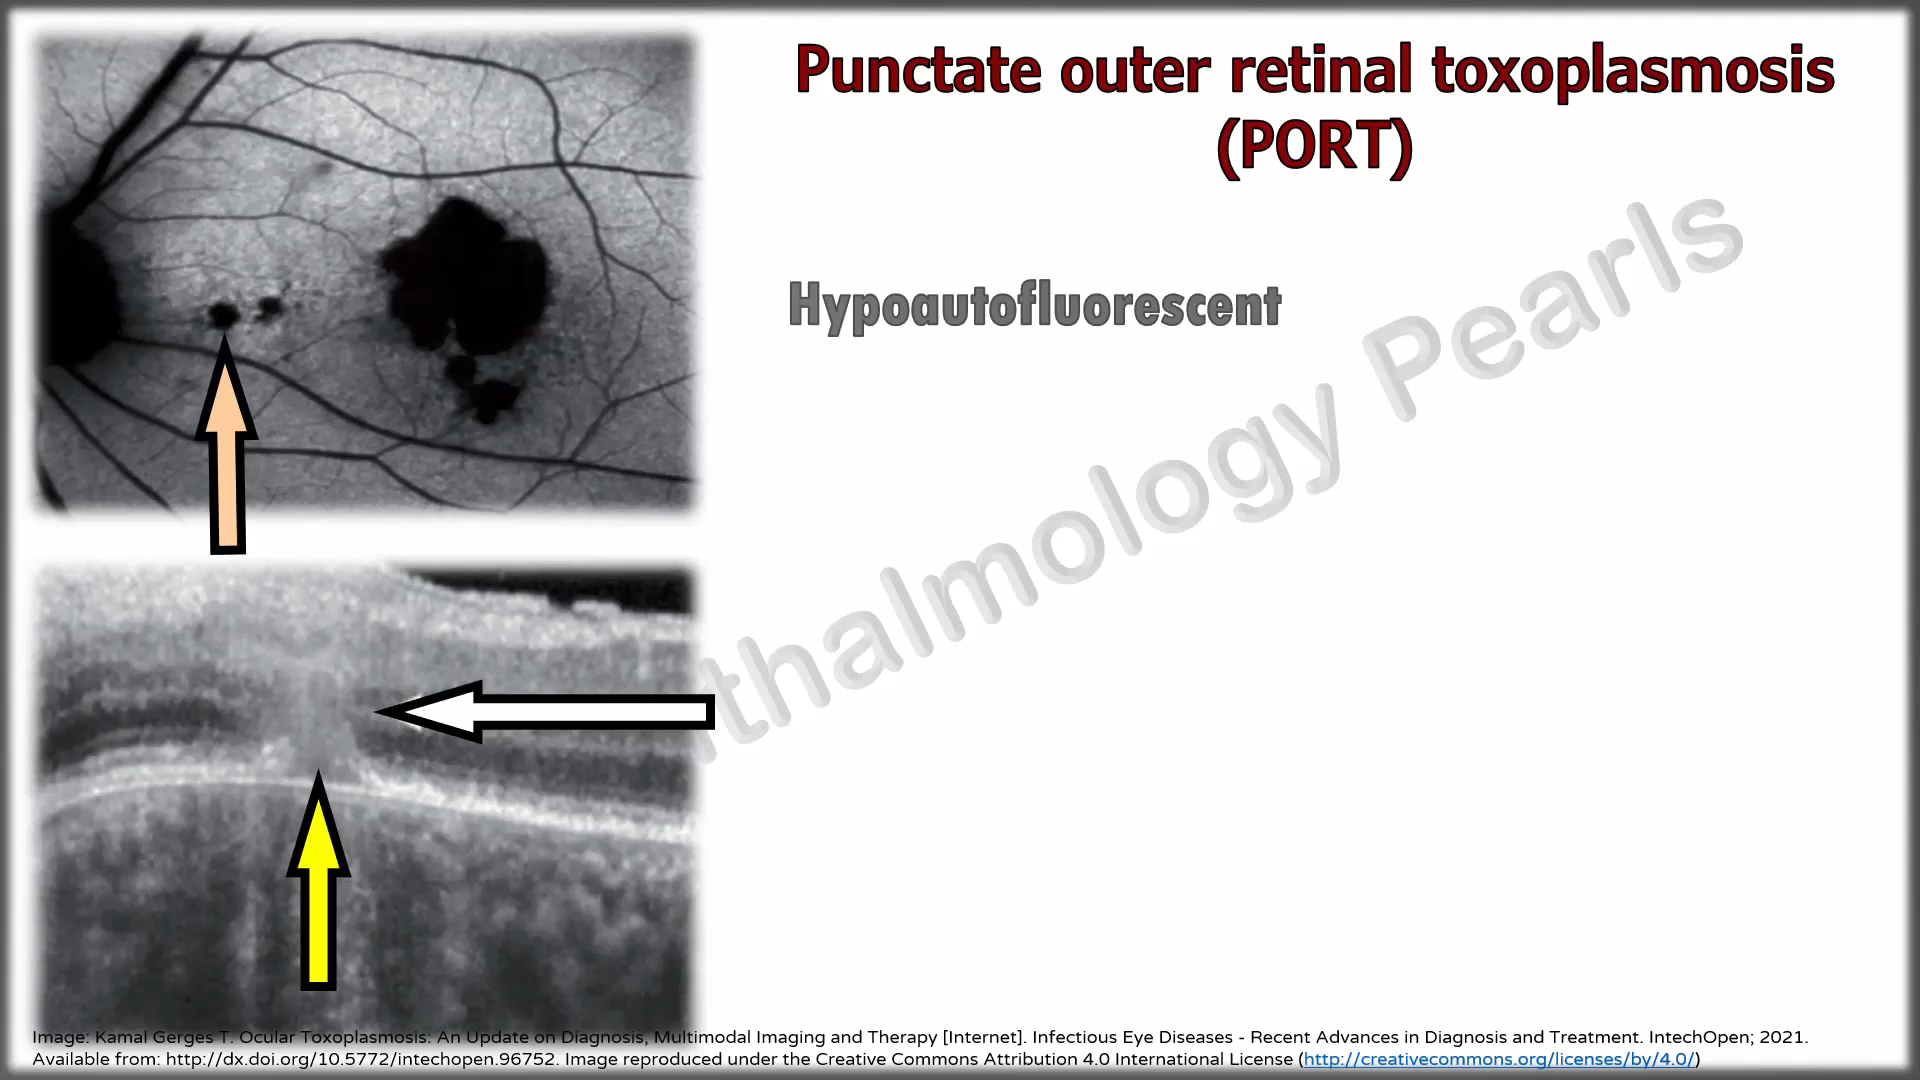 Punctate outer retinal toxoplasmosis
(PORT)
Hypoautofluorescent
thalmology Pearls
Image: Kamal Gerges T. Ocular Toxoplasmosis: An Update on Diagnosis, Multimodal Imaging and Therapy [Internet]. Infectious Eye Diseases - Recent Advances in Diagnosis and Treatment. IntechOpen; 2021.
Available from: http://dx.doi.org/10.5772/intechopen.96752. Image reproduced under the Creative Commons Attribution 4.0 International License (http://creativecommons.org/licenses/by/4.0/)